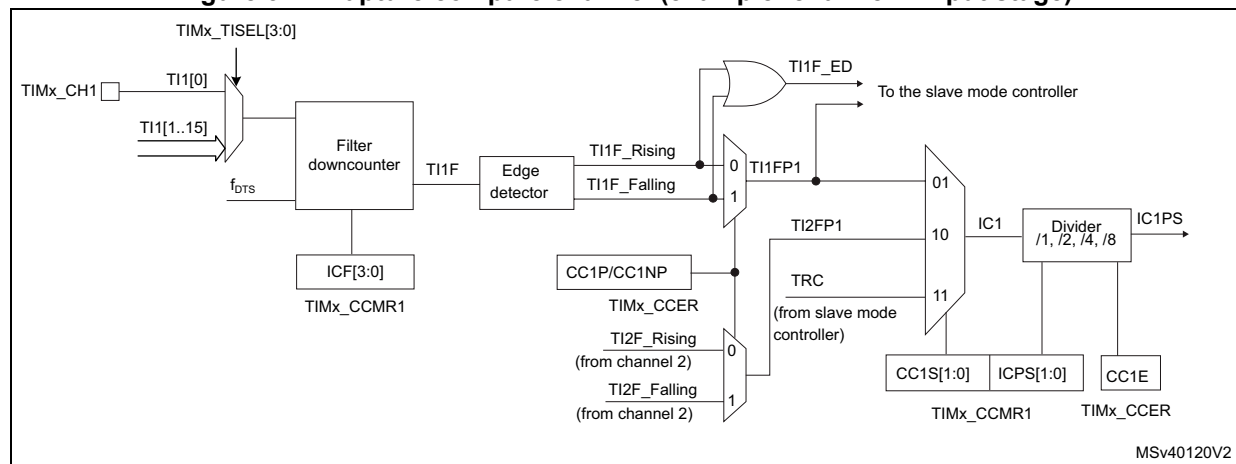 TIMx_TISEL[3:0]
TIMx_CH1
TI1[0]
TI1[1..15]
fDTS
Filter
downcounter
ICF[3:0]
TIMx_CCMR1
TI1F
Edge
detector
TI1F_Rising
TI1F_Falling
TI1F_ED
To the slave mode controller
0
1
TI1FP1
CC1P/CC1NP
TIMx_CCER
TI2F_Rising
(from channel 2)
TI2F_Falling
(from channel 2)
0
1
TI2FP1
TRC
(from slave mode
controller)
01
10
11
IC1
Divider
/1, /2, /4, /8
IC1PS
CC1S[1:0]
ICPS[1:0]
TIMx_CCMR1
CC1E
TIMx_CCER
MSv40120V2